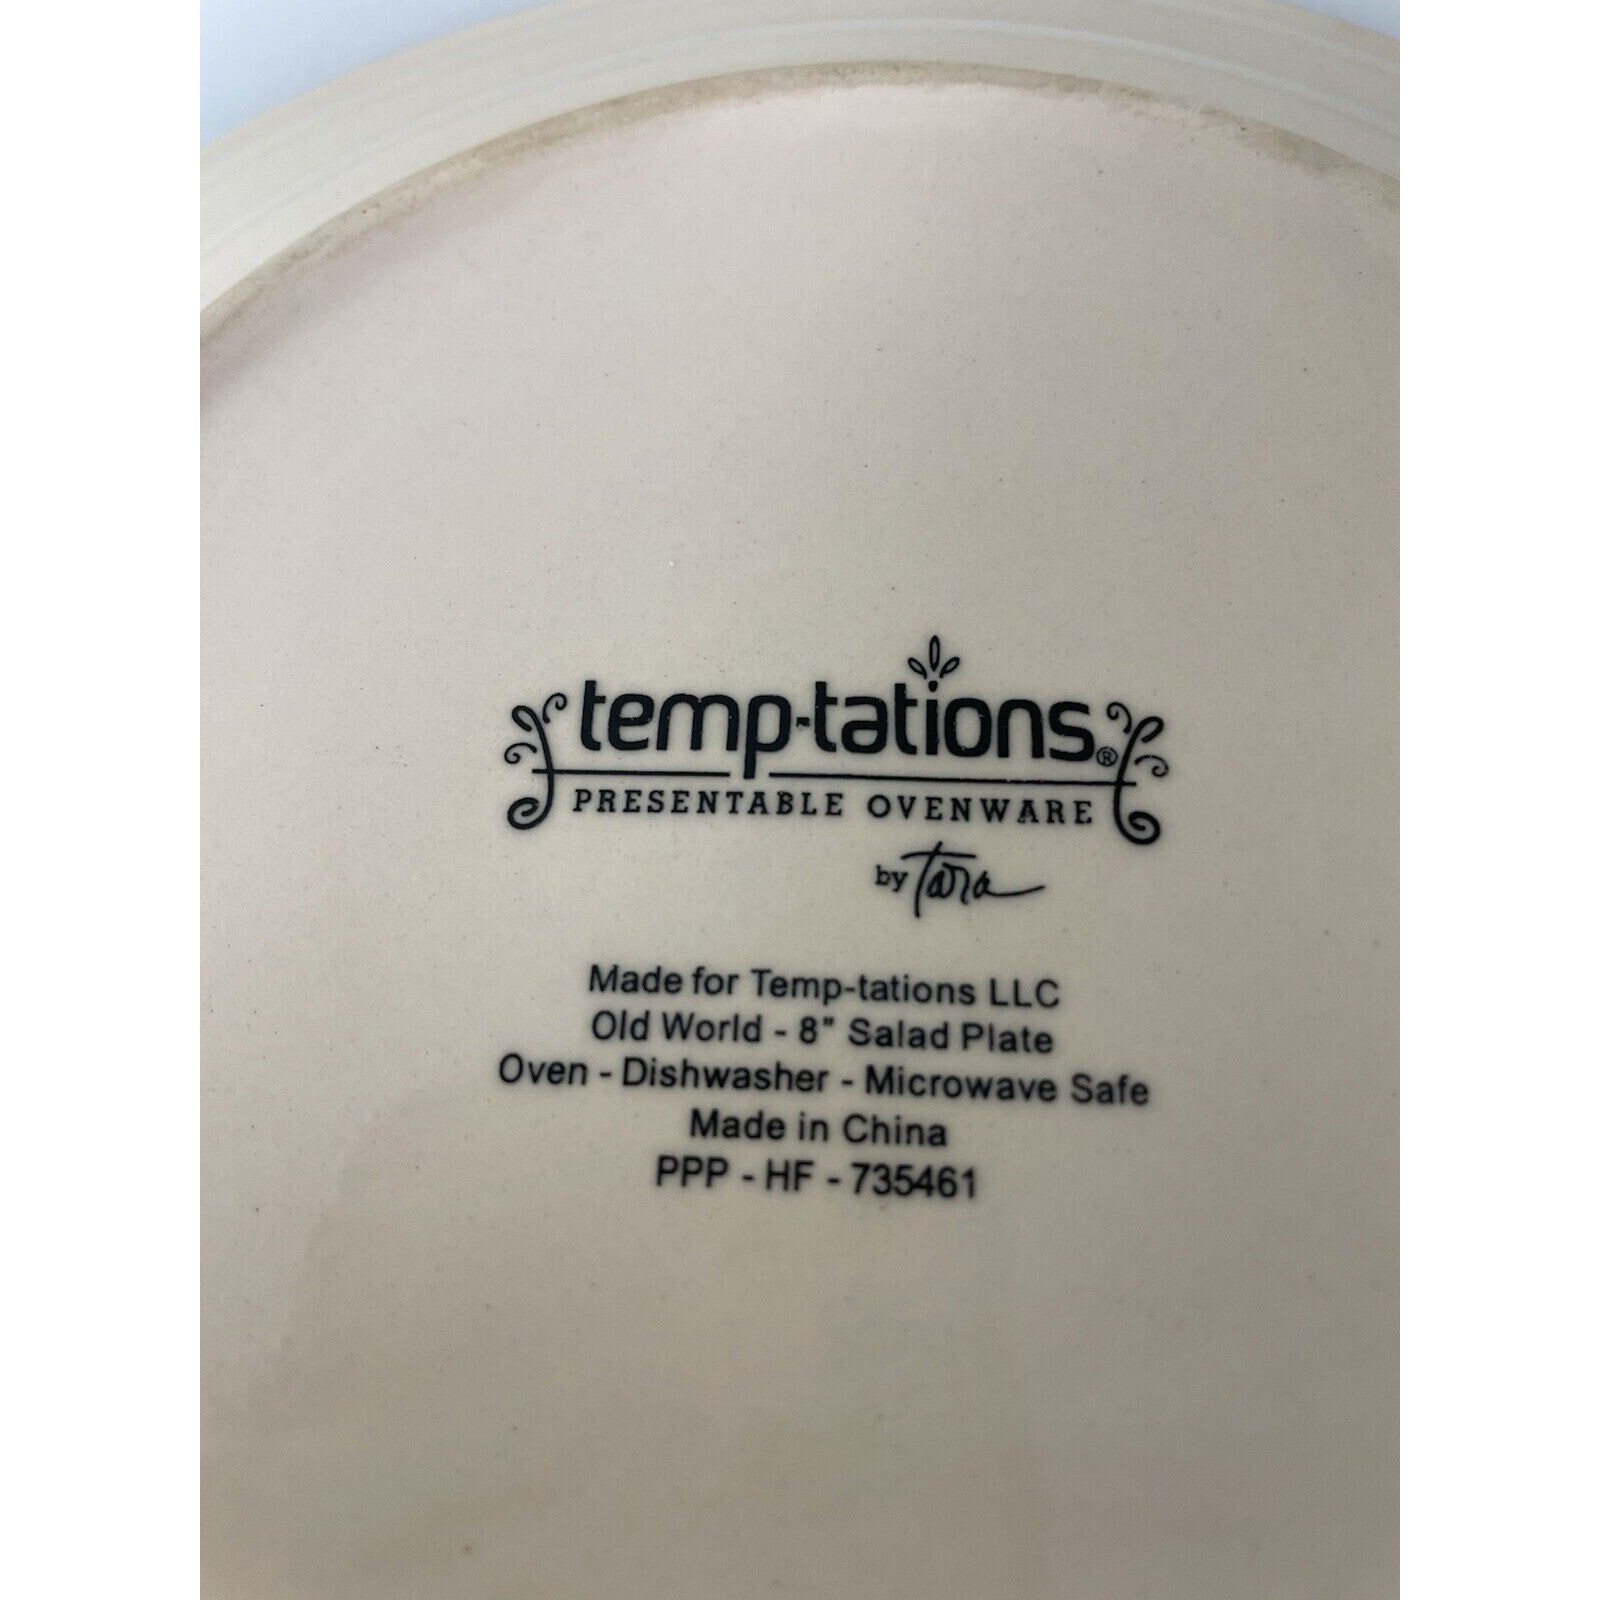 temp-tations®
PRESENTABLE OVENWARE
by Tara
Made for Temp-tations LLC
Old World - 8" Salad Plate
Oven - Dishwasher - Microwave Safe
Made in China
PPP - HF - 735461